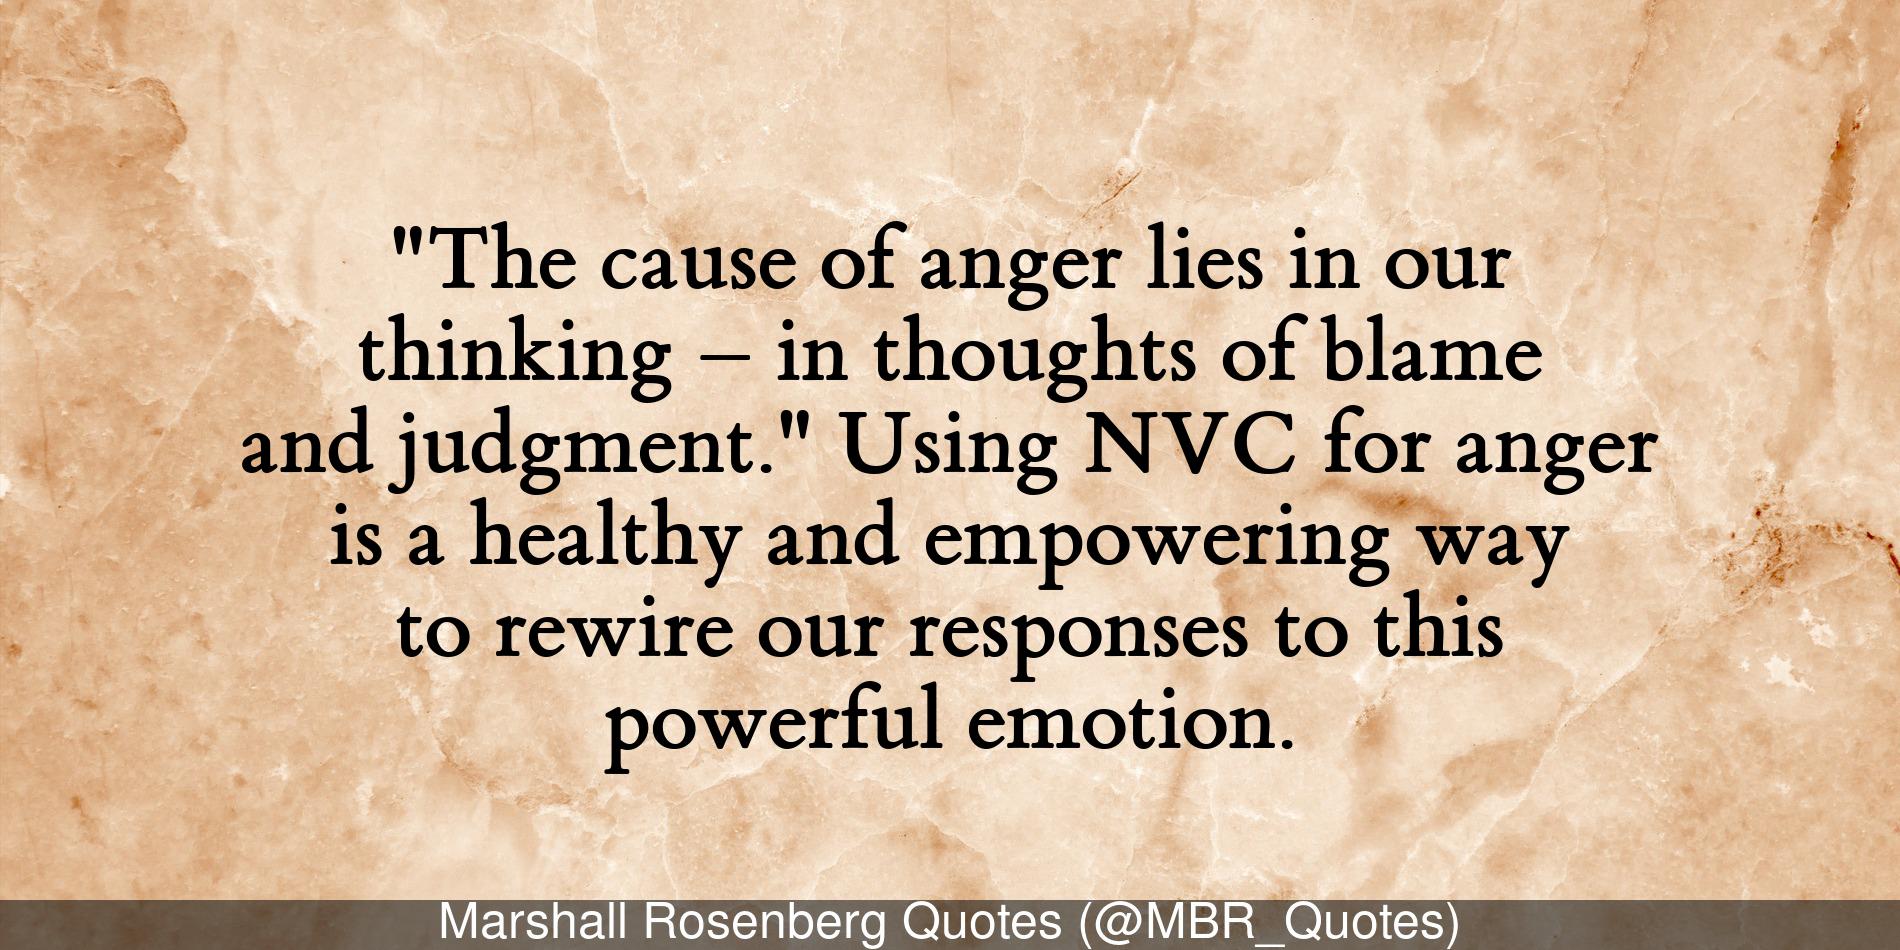 "The cause of anger lies in our
thinking – in thoughts of blame
and judgment." Using NVC for anger
is a healthy and empowering way
to rewire our responses to this
powerful emotion.
Marshall Rosenberg Quotes (@MBR_Quotes)